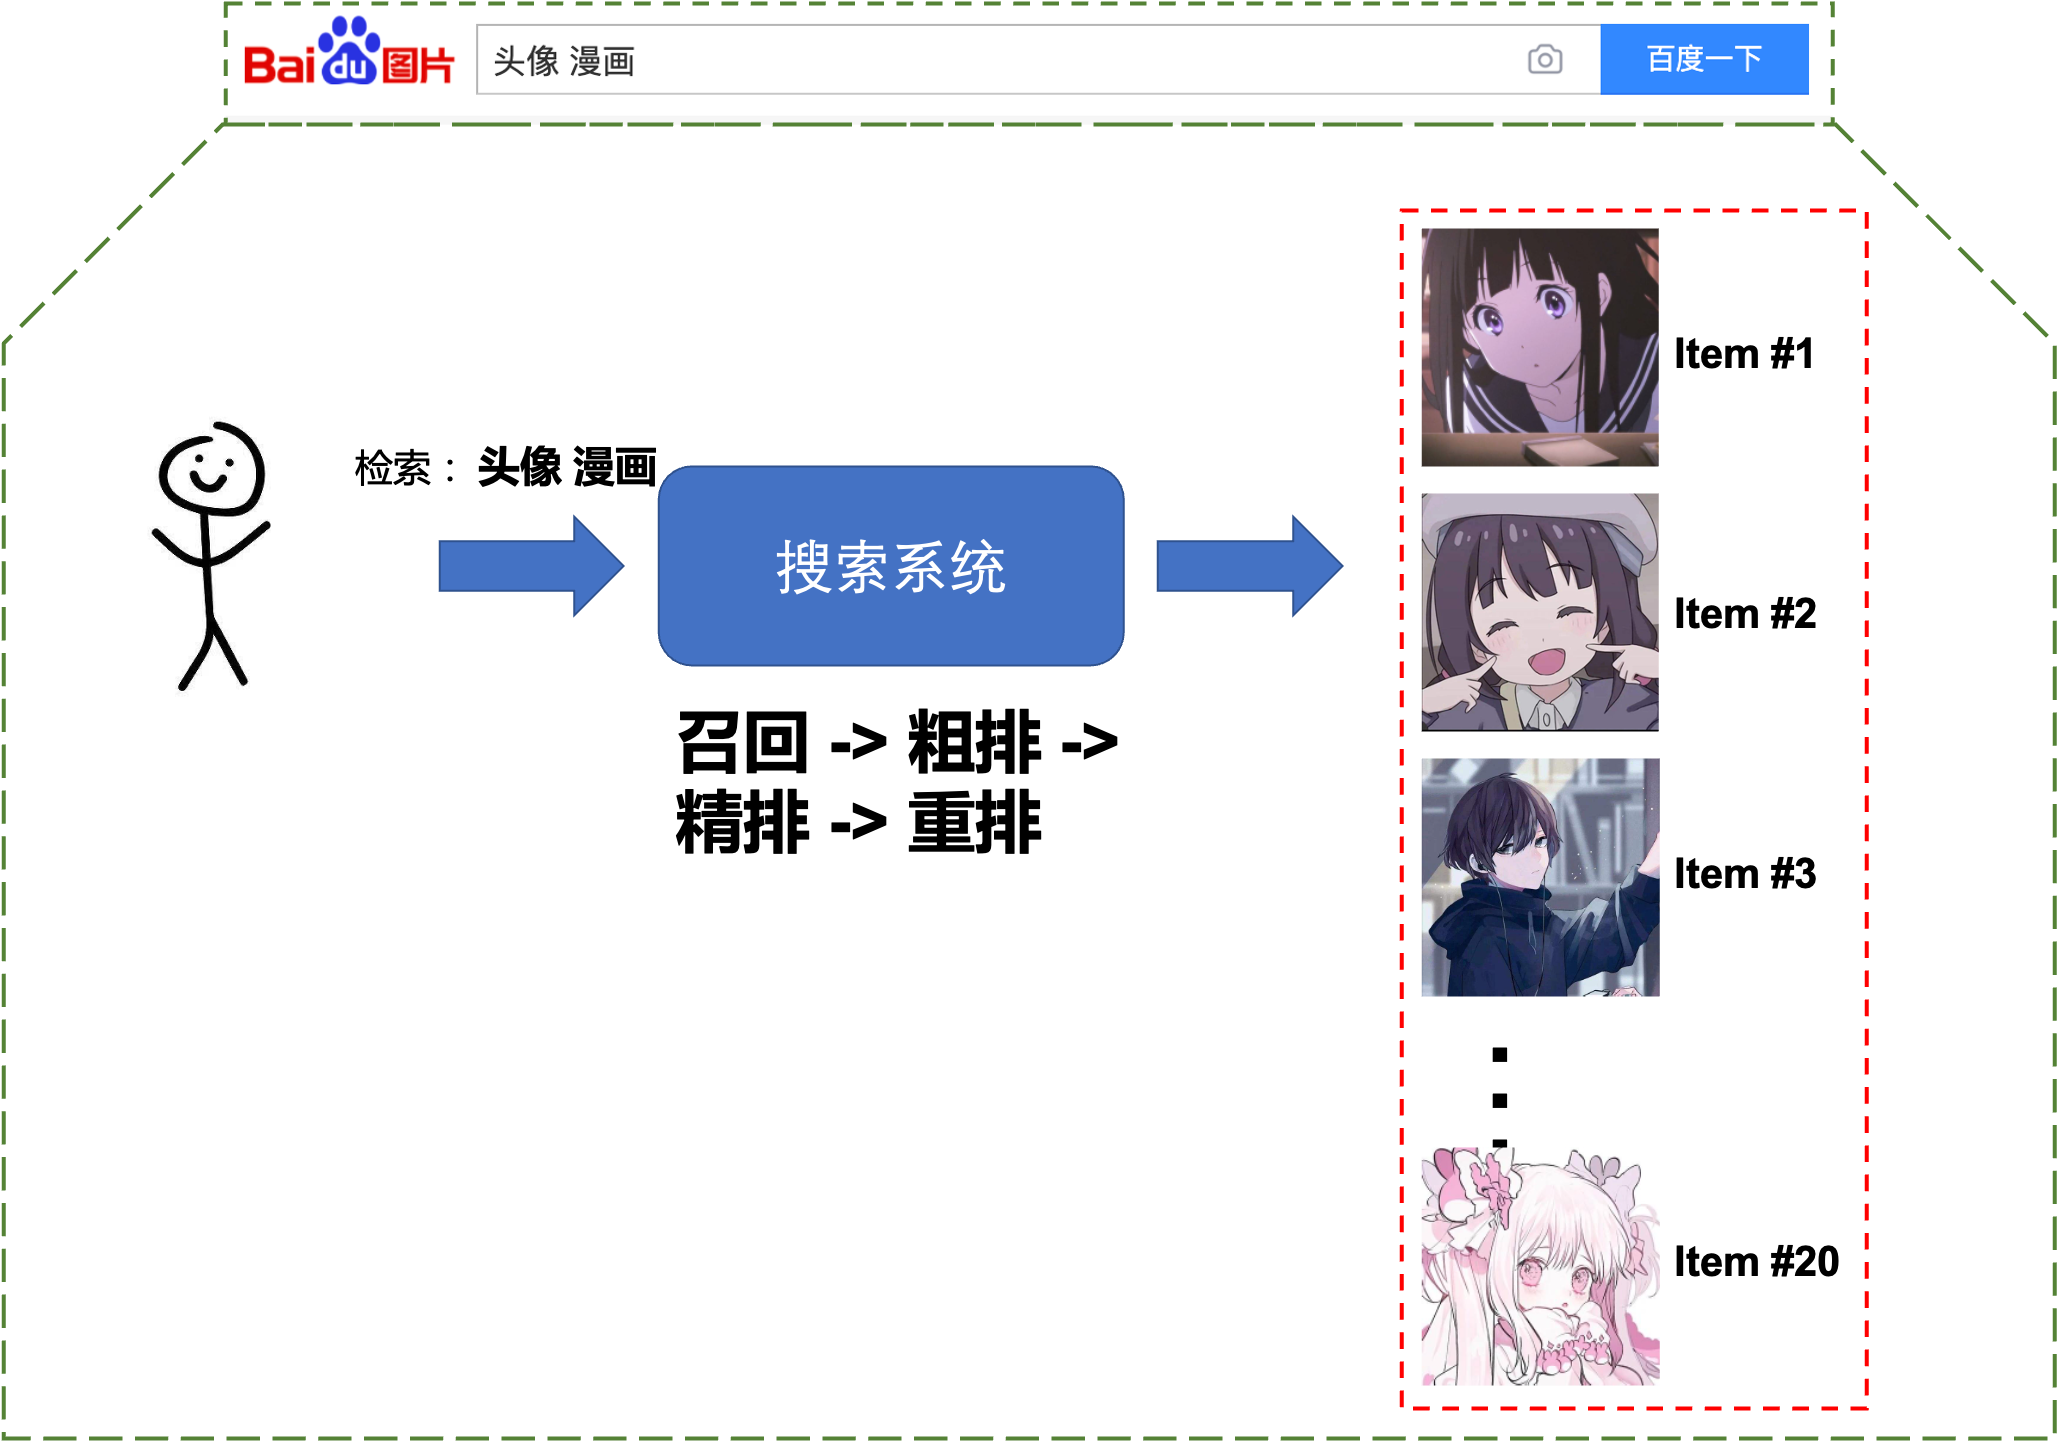 Bai du 图片
头像 漫画
百度一下
检索： 头像 漫画
搜索系统
召回 -> 粗排 ->
精排 -> 重排
Item #1
Item #2
Item #3
Item #20